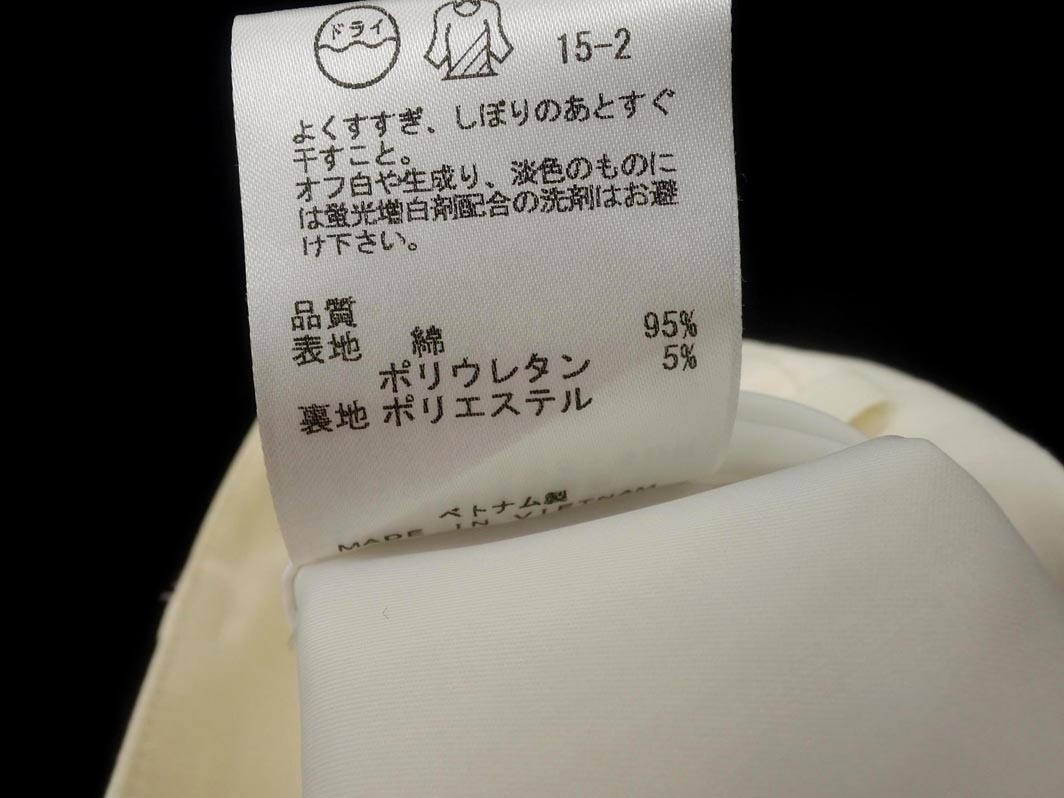 ドライ
15-2
よくすすぎ、しぼりのあとすぐ
干すこと。
オフ白や生成り、淡色のものに
は蛍光増白剤配合の洗剤はお避
け下さい。
品質
表地 綿 95%
ポリウレタン 5%
裏地 ポリエステル
ベトナム製
MADE IN VIETNAM